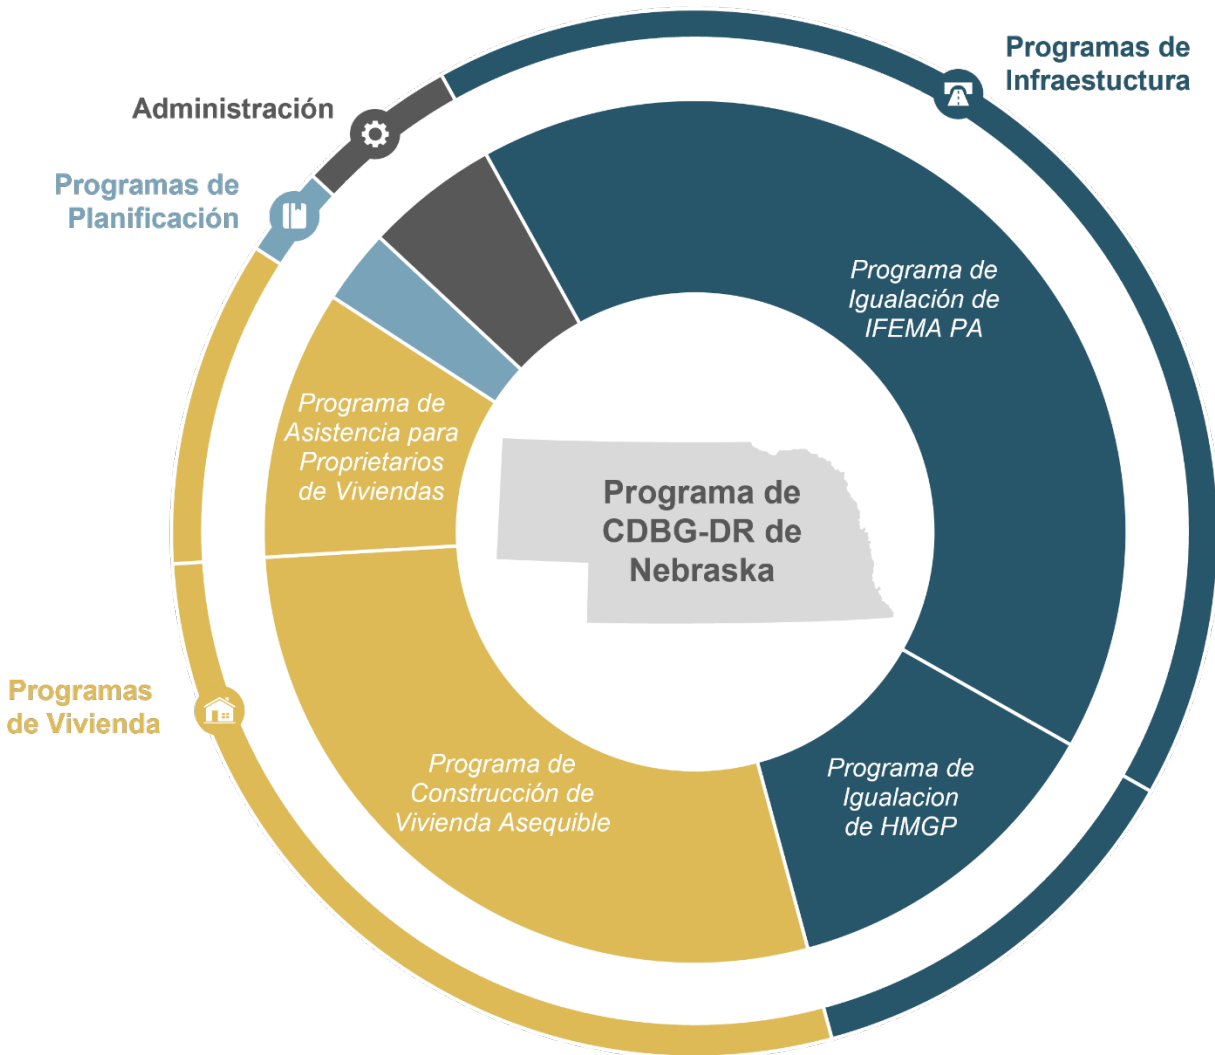 Programas de
Infraestuctura
Administración
Programas de
Planificación
Programa de
Igualación de
IFEMA PA
Programa de
Asistencia para
Proprietarios
de Viviendas
Programa de
CDBG-DR de
Nebraska
Programas
de Vivienda
Programa de
Construcción de
Vivienda Asequible
Programa de
Igualacion
de HMGP